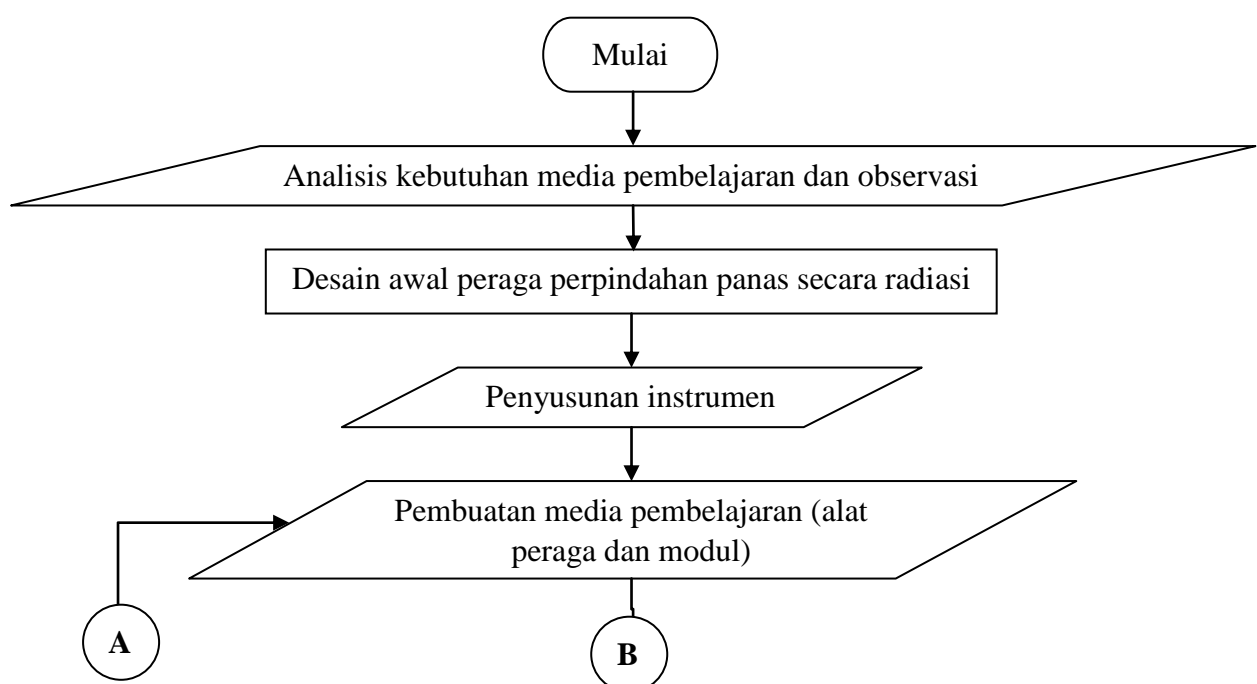 Mulai
Analisis kebutuhan media pembelajaran dan observasi
Desain awal peraga perpindahan panas secara radiasi
Penyusunan instrumen
Pembuatan media pembelajaran (alat
peraga dan modul)
A
B